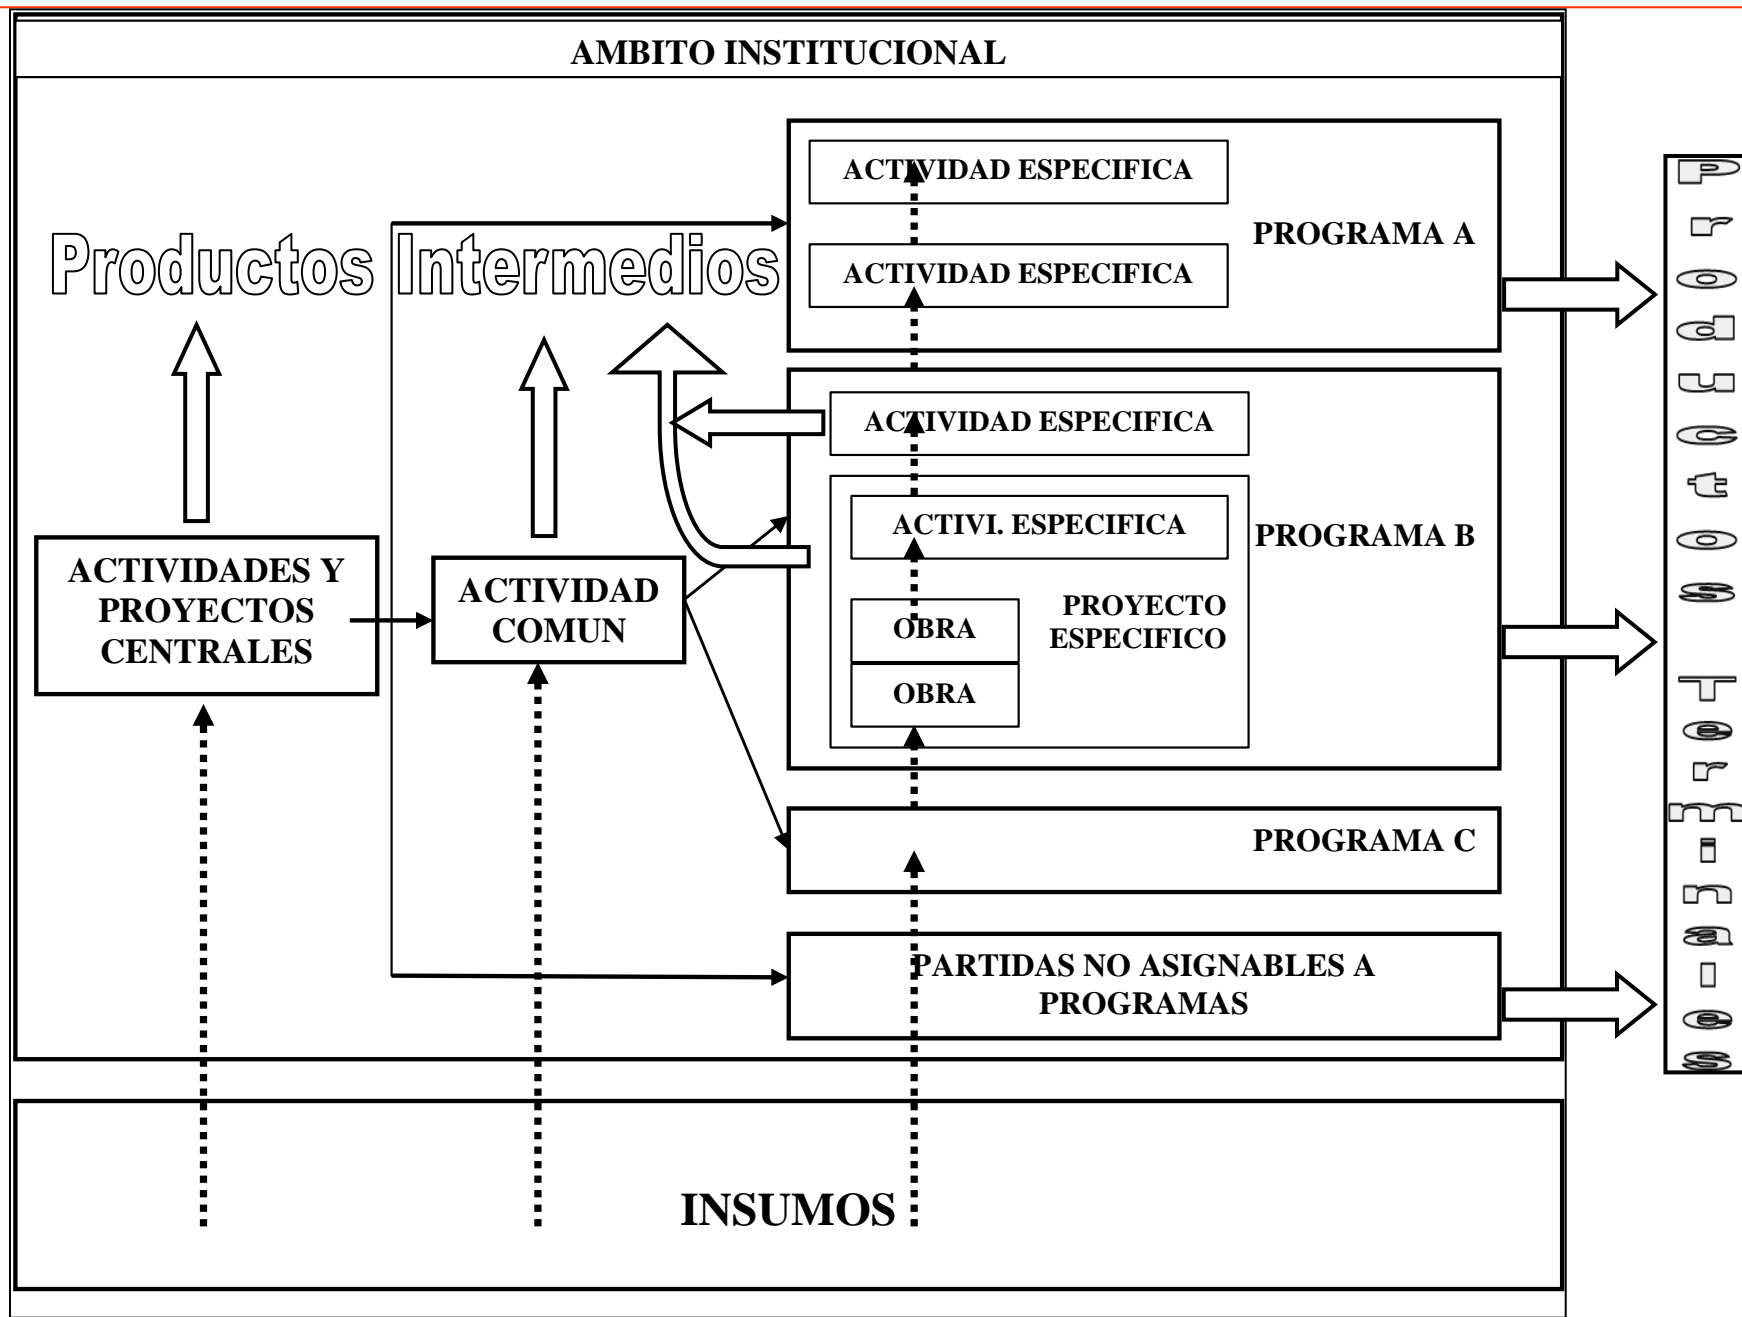 AMBITO INSTITUCIONAL
ACTIVIDAD ESPECIFICA
PROGRAMA A
ACTIVIDAD ESPECIFICA
Productos Intermedios
ACTIVIDAD ESPECIFICA
ACTIVI. ESPECIFICA
PROGRAMA B
PROYECTO
ESPECIFICO
OBRA
OBRA
ACTIVIDADES Y
PROYECTOS
CENTRALES
ACTIVIDAD
COMUN
PROGRAMA C
PARTIDAS NO ASIGNABLES A
PROGRAMAS
INSUMOS
Productos Terminales